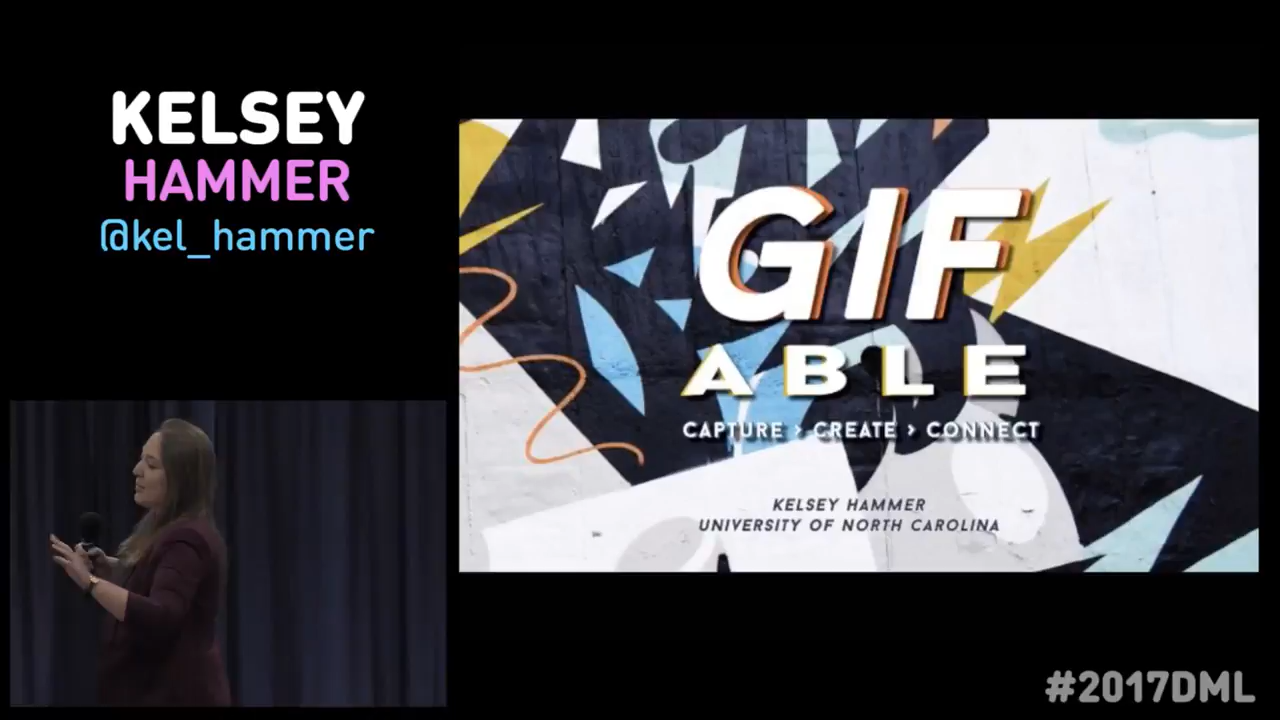 KELSEY
HAMMER
@kel_hammer
GIF
ABLE
CAPTURE > CREATE > CONNECT
KELSEY HAMMER
UNIVERSITY OF NORTH CAROLINA
#2017DML